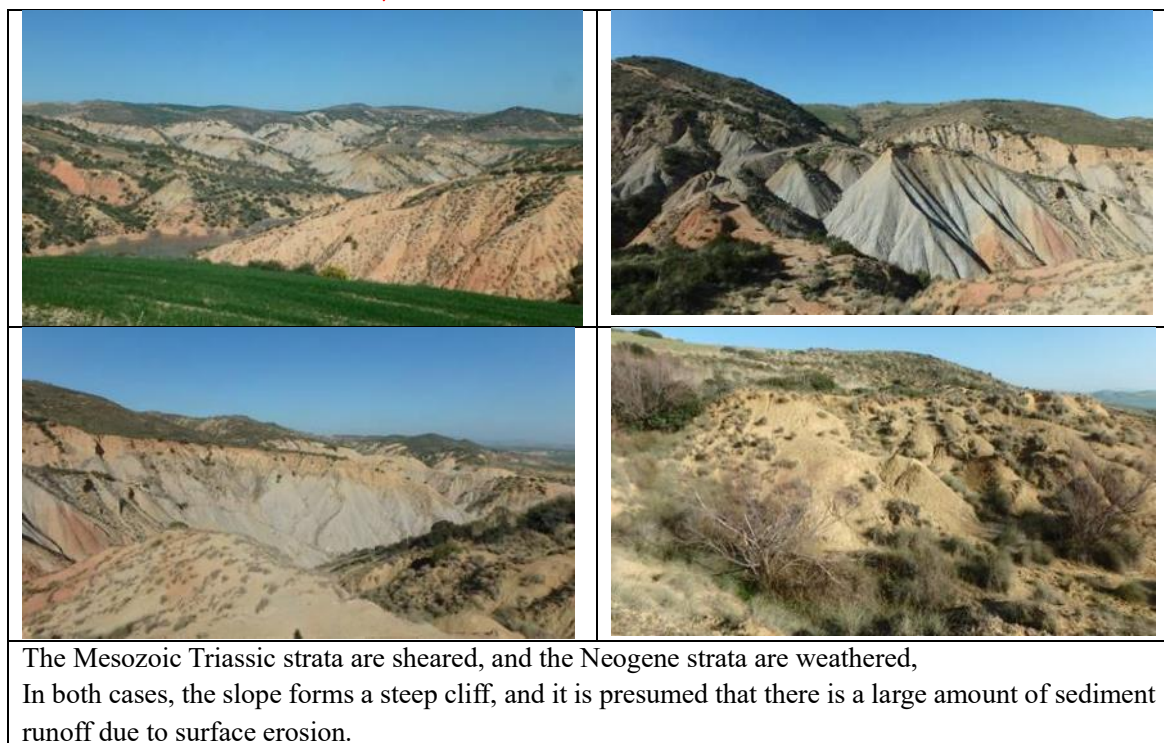 The Mesozoic Triassic strata are sheared, and the Neogene strata are weathered,
In both cases, the slope forms a steep cliff, and it is presumed that there is a large amount of sediment
runoff due to surface erosion.